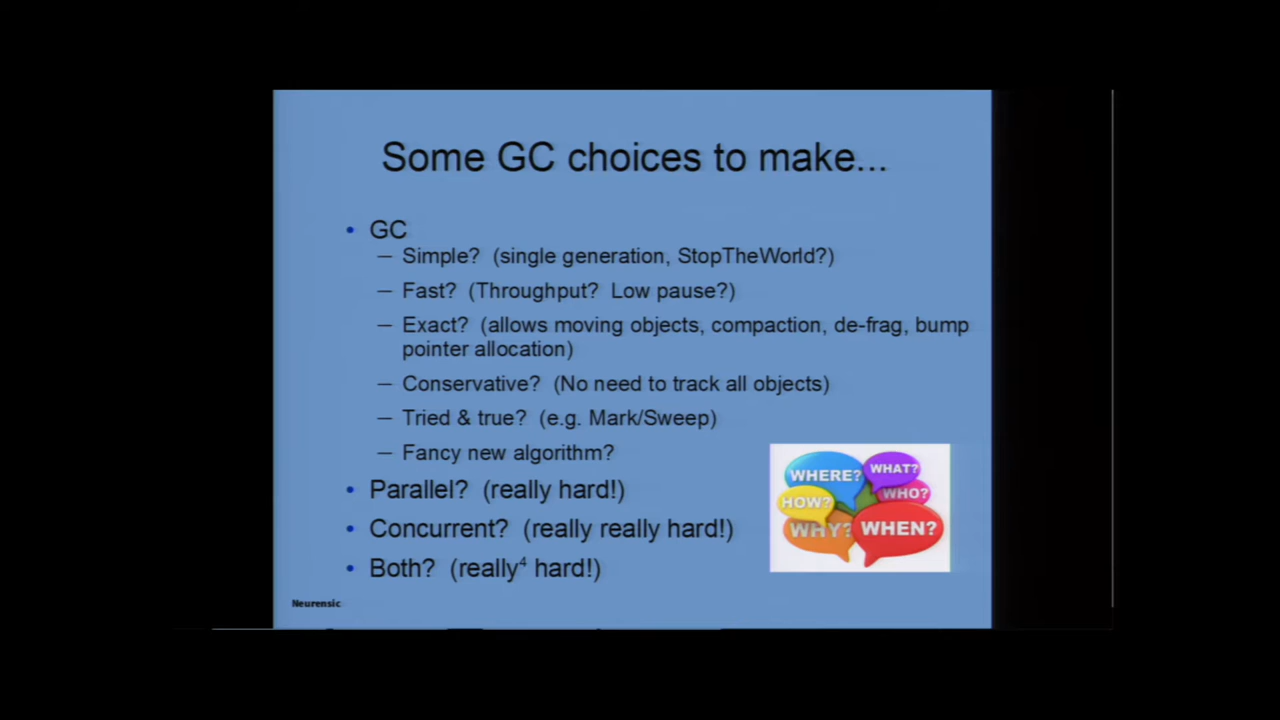 Some GC choices to make...
• GC
– Simple? (single generation, StopTheWorld?)
– Fast? (Throughput? Low pause?)
– Exact? (allows moving objects, compaction, de-frag, bump
pointer allocation)
– Conservative? (No need to track all objects)
– Tried & true? (e.g. Mark/Sweep)
– Fancy new algorithm?
• Parallel? (really hard!)
• Concurrent? (really really hard!)
• Both? (really⁴ hard!)
WHERE?
WHAT?
HOW?
WHO?
WHY?
WHEN?
Neurensic